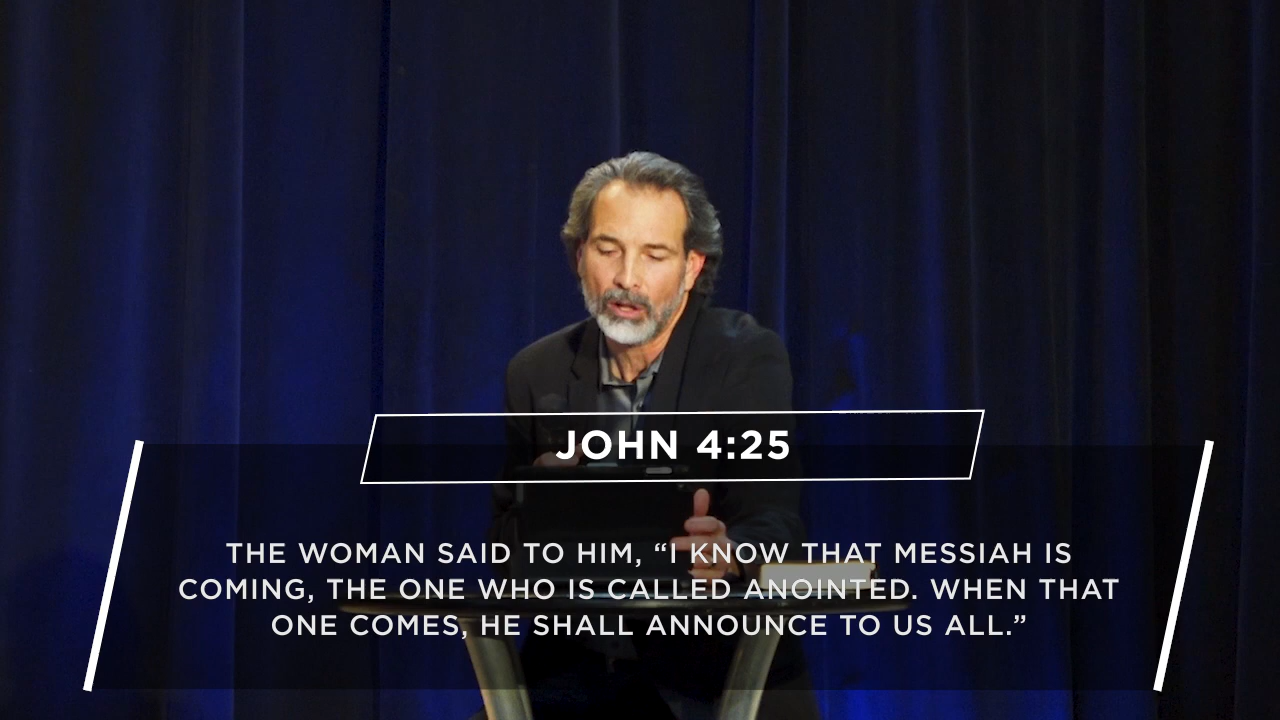 JOHN 4:25
THE WOMAN SAID TO HIM, “I KNOW THAT MESSIAH IS
COMING, THE ONE WHO IS CALLED ANOINTED. WHEN THAT
ONE COMES, HE SHALL ANNOUNCE TO US ALL.”